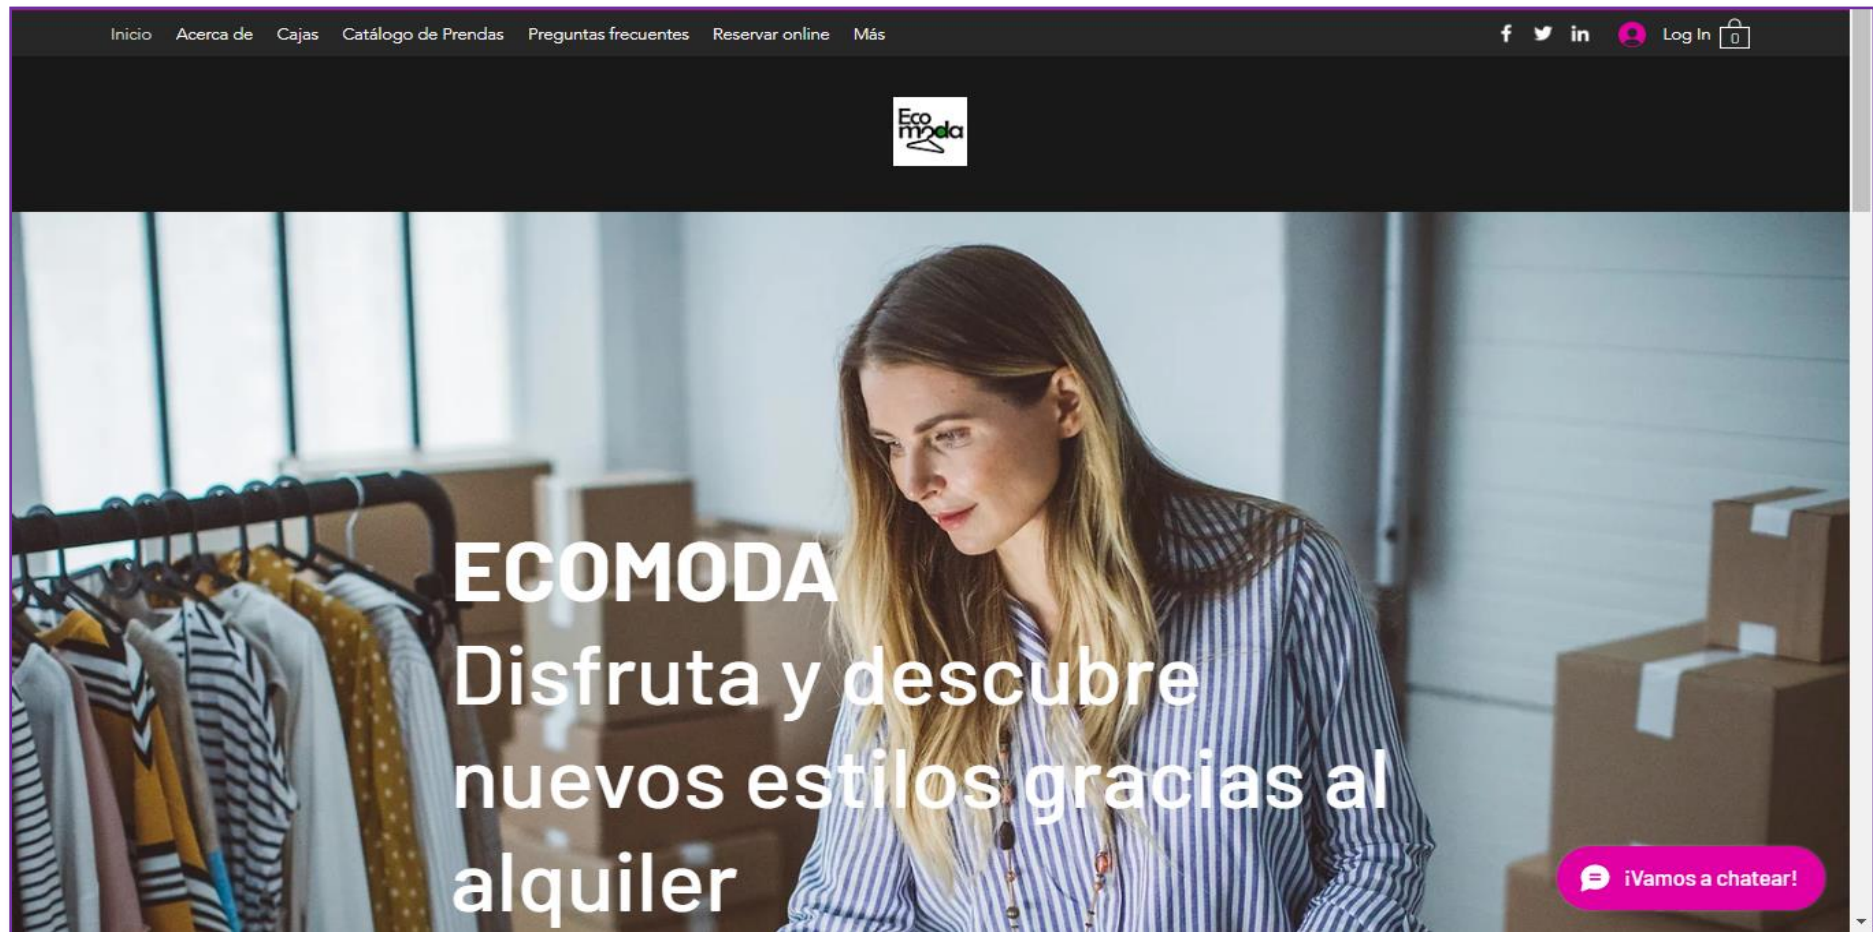 Inicio Acerca de Cajas Catálogo de Prendas Preguntas frecuentes Reservar online Más f in Log In 0
Eco
moda
ECOMODA
Disfruta y descubre
nuevos estilos gracias al
alquiler
¡Vamos a chatear!